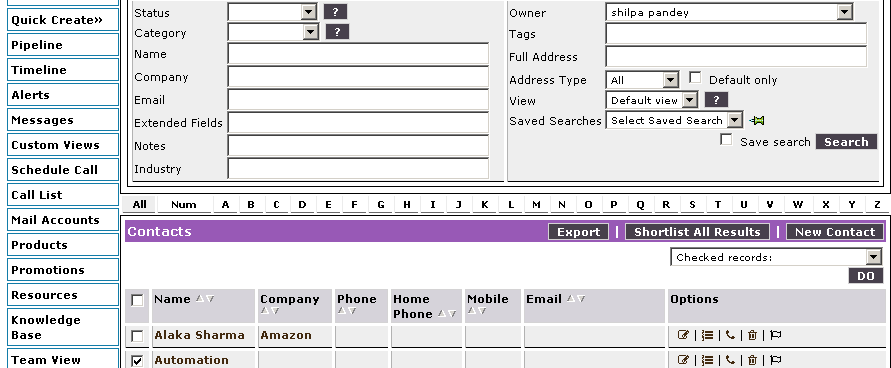 Quick Create»
Pipeline
Timeline
Alerts
Messages
Custom Views
Schedule Call
Call List
Mail Accounts
Products
Promotions
Resources
Knowledge
Base
Team View
Status ?
Category ?
Name
Company
Email
Extended Fields
Notes
Industry
Owner shilpa pandey
Tags
Full Address
Address Type All Default only
View Default view ?
Saved Searches Select Saved Search
Save search Search
All Num A B C D E F G H I J K L M N O P Q R S T U V W X Y Z
Contacts Export | Shortlist All Results | New Contact
Checked records:
DO
Name Company Phone Home Phone Mobile Email Options
Alaka Sharma Amazon | | | |
Automation | | | |